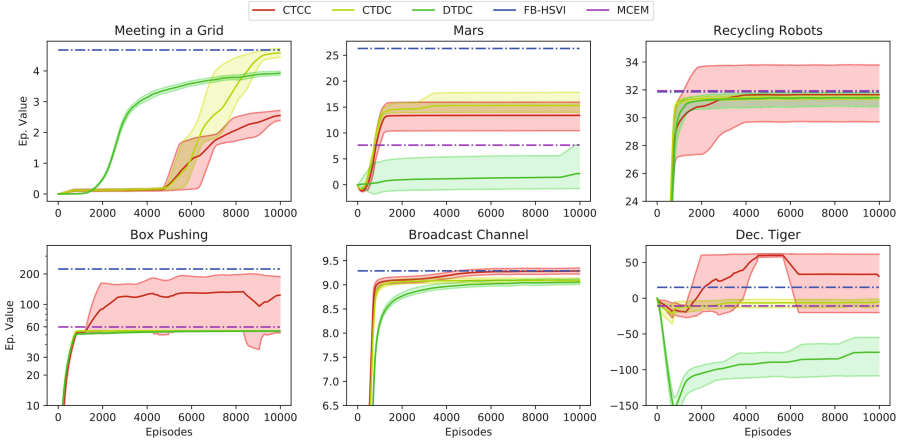 CTCC CTDC DTDC FB-HSVI MCEM
Meeting in a Grid
Mars
Recycling Robots
Ep. Value
4
3
2
1
0
0 2000 4000 6000 8000 10000
25
20
15
10
5
0
0 2000 4000 6000 8000 10000
34
32
30
28
26
24
0 2000 4000 6000 8000 10000
Box Pushing
Broadcast Channel
Dec. Tiger
Ep. Value
200
100
60
30
20
10
0 2000 4000 6000 8000 10000
Episodes
9.5
9.0
8.5
8.0
7.5
7.0
6.5
0 2000 4000 6000 8000 10000
Episodes
50
0
−50
−100
−150
0 2000 4000 6000 8000 10000
Episodes